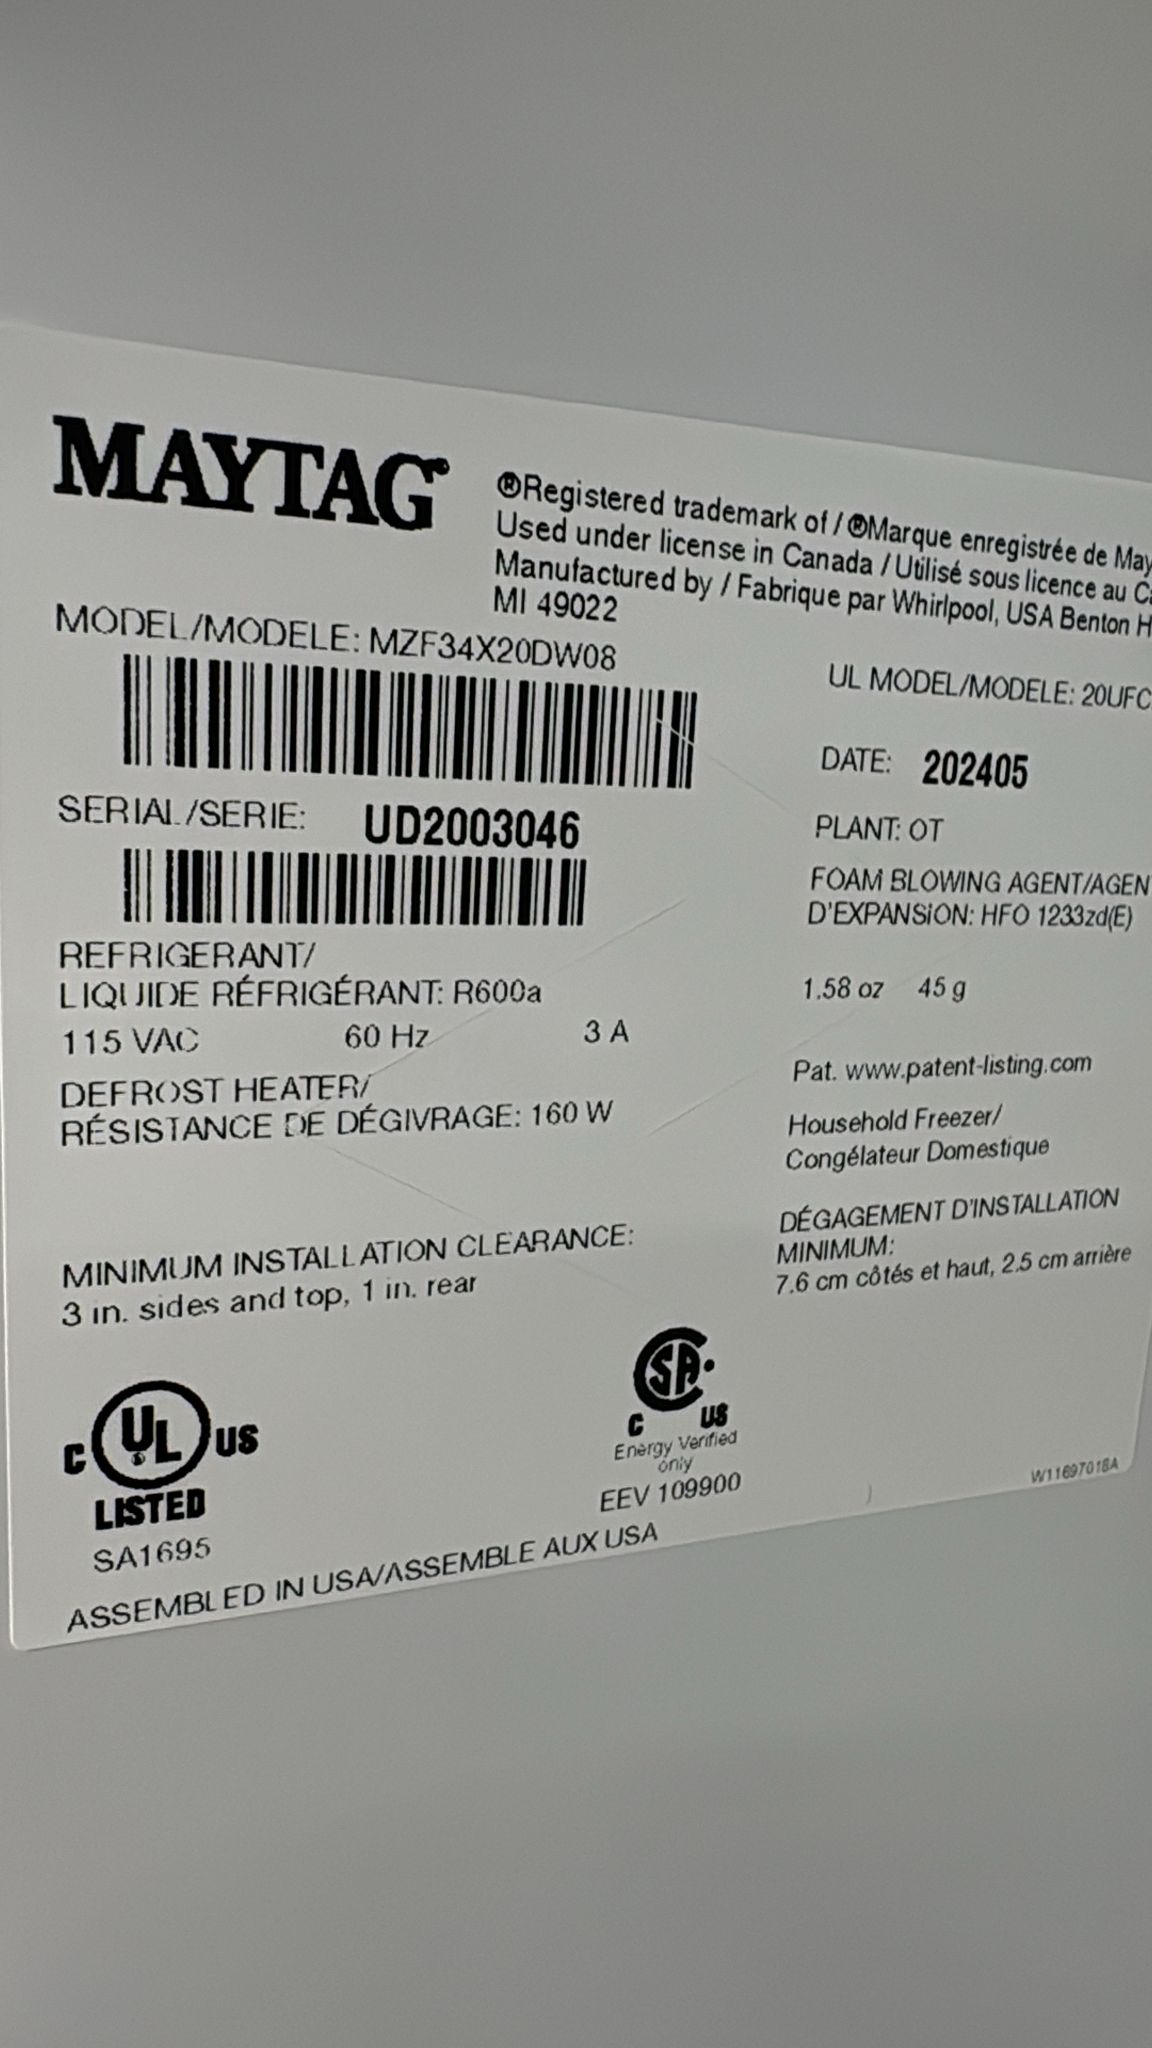 MAYTAG®
®Registered trademark of / ®Marque enregistrée de May
Used under license in Canada / Utilisé sous licence au
Manufactured by / Fabrique par Whirlpool, USA Benton H
MI 49022
MODEL/MODELE: MZF34X20DW08
UL MODEL/MODELE: 20UFC
DATE: 202405
SERIAL/SERIE: UD2003046
PLANT: OT
FOAM BLOWING AGENT/AGEN
D'EXPANSION: HFO 1233zd(E)
REFRIGERANT/
LIQUIDE RÉFRIGÉRANT: R600a
1.58 oz 45 g
115 VAC 60 Hz 3 A
Pat. www.patent-listing.com
DEFROST HEATER/
RÉSISTANCE DE DÉGIVRAGE: 160 W
Household Freezer/
Congélateur Domestique
MINIMUM INSTALLATION CLEARANCE:
3 in. sides and top, 1 in. rear
DÉGAGEMENT D'INSTALLATION
MINIMUM:
7.6 cm côtés et haut, 2.5 cm arrière
C UL US
LISTED
SA1695
CSA
C US
Energy Verified
only
EEV 109900
W11697018A
ASSEMBLED IN USA/ASSEMBLE AUX USA